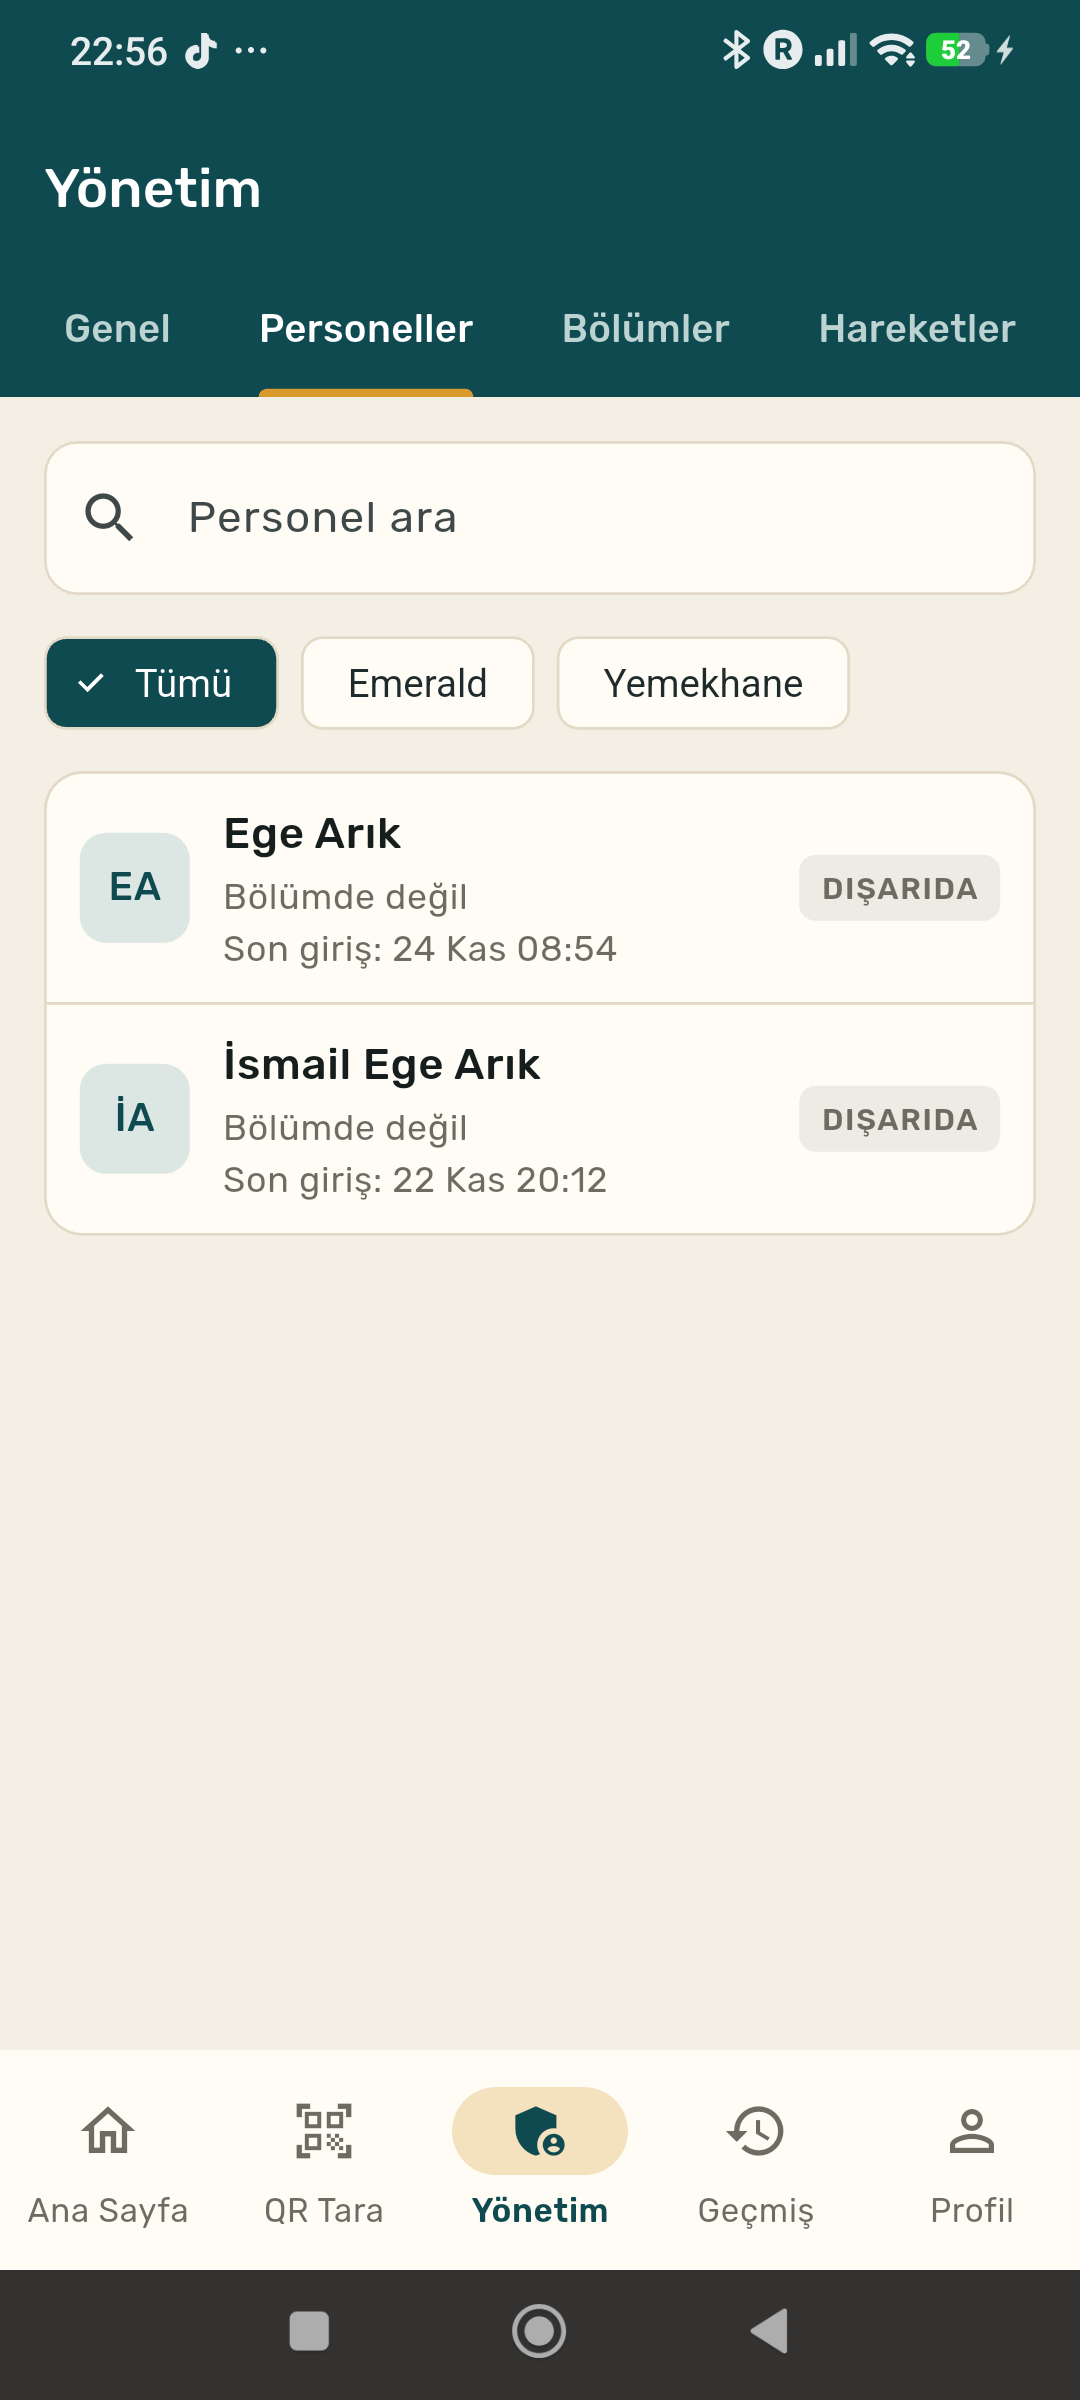 22:56
52
Yönetim
Genel Personeller Bölümler Hareketler
Personel ara
Tümü Emerald Yemekhane
EA
Ege Arık
Bölümde değil
Son giriş: 24 Kas 08:54
DIŞARIDA
İA
İsmail Ege Arık
Bölümde değil
Son giriş: 22 Kas 20:12
DIŞARIDA
Ana Sayfa QR Tara Yönetim Geçmiş Profil